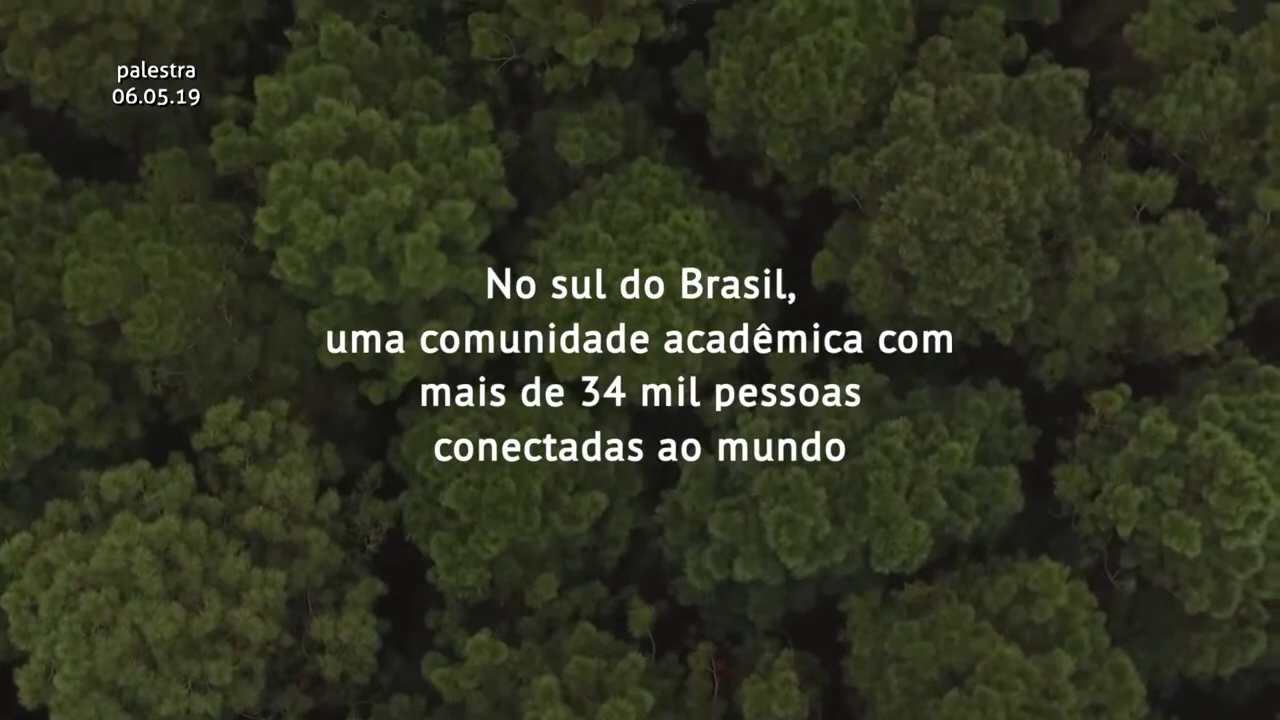 palestra
06.05.19
No sul do Brasil,
uma comunidade acadêmica com
mais de 34 mil pessoas
conectadas ao mundo